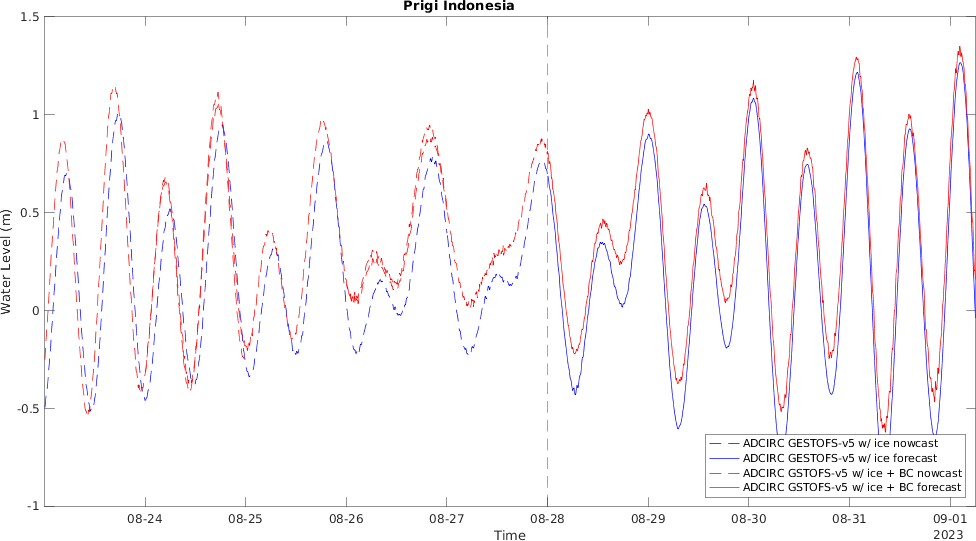 Prigi Indonesia
1.5
1
0.5
0
-0.5
-1
Water Level (m)
08-24 08-25 08-26 08-27 08-28 08-29 08-30 08-31 09-01
2023
Time
ADCIRC GESTOFS-v5 w/ ice nowcast
ADCIRC GESTOFS-v5 w/ ice forecast
ADCIRC GSTOFS-v5 w/ ice + BC nowcast
ADCIRC GSTOFS-v5 w/ ice + BC forecast